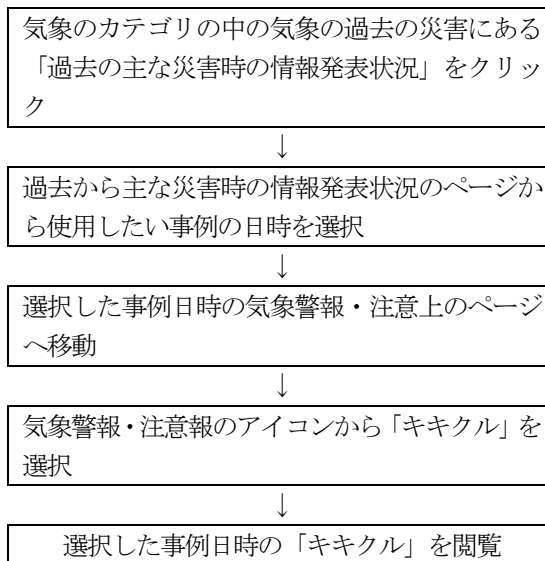 気象のカテゴリの中の気象の過去の災害にある
「過去の主な災害時の情報発表状況」をクリッ
ク
↓
過去から主な災害時の情報発表状況のページか
ら使用したい事例の日時を選択
↓
選択した事例日時の気象警報・注意上のページ
へ移動
↓
気象警報・注意報のアイコンから「キキクル」を
選択
↓
選択した事例日時の「キキクル」を閲覧